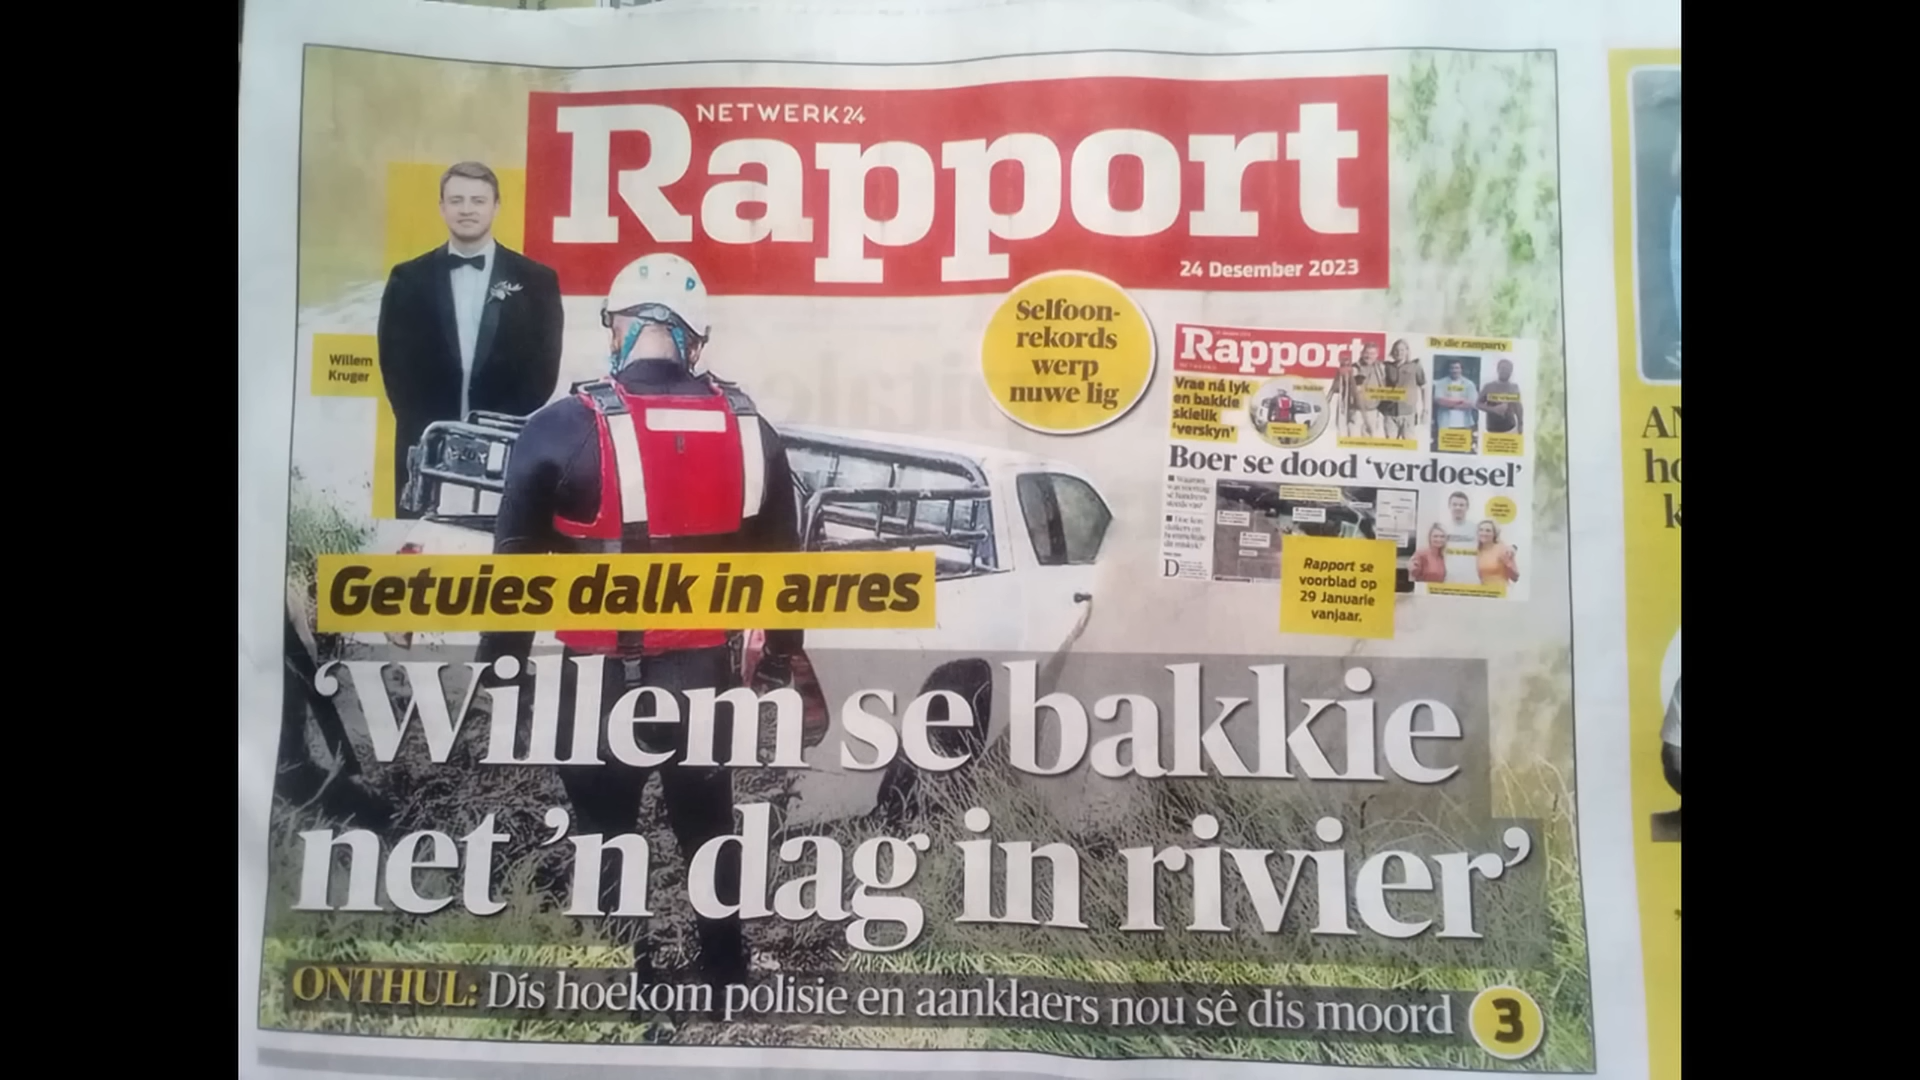 NETWERK24
Rapport
24 Desember 2023
Willem
Kruger
Selfoon-
rekords
werp
nuwe lig
Rapport
By die ramparty
Vrae ná lyk
en bakkie
skielik
'verskyn'
Boer se dood 'verdoesel'
Rapport se
voorblad op
29 Januarie
vanjaar.
Getuies dalk in arres
'Willem se bakkie
net 'n dag in rivier'
ONTHUL: Dís hoekom polisie en aanklaers nou sê dis moord
3